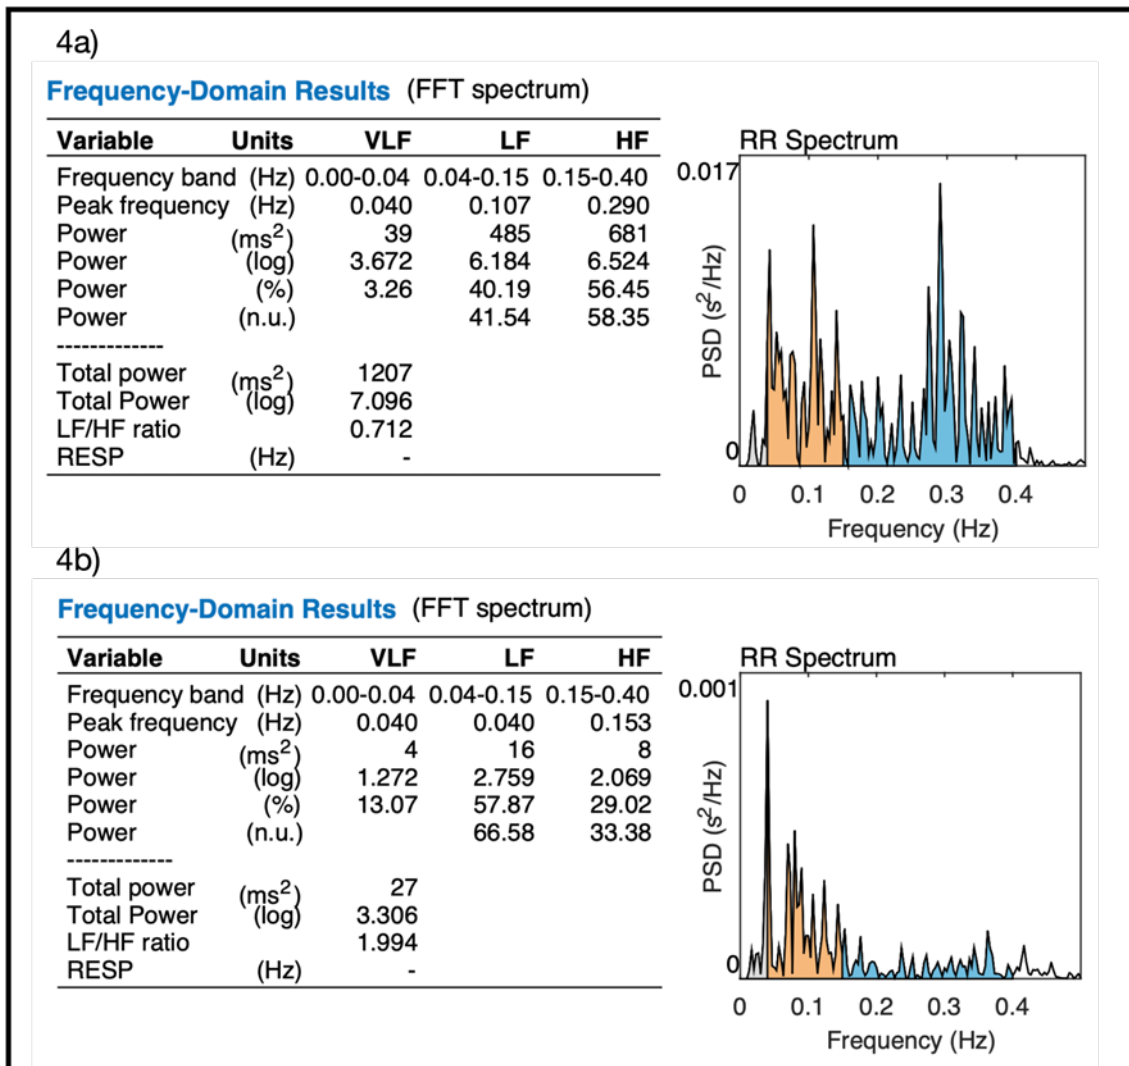 4a)
Frequency-Domain Results (FFT spectrum)
Variable Units VLF LF HF
Frequency band (Hz) 0.00-0.04 0.04-0.15 0.15-0.40
Peak frequency (Hz) 0.040 0.107 0.290
Power (ms²) 39 485 681
Power (log) 3.672 6.184 6.524
Power (%) 3.26 40.19 56.45
Power (n.u.) 41.54 58.35
-------------
Total power (ms²) 1207
Total Power (log) 7.096
LF/HF ratio 0.712
RESP (Hz) -
RR Spectrum
0.017
PSD (s²/Hz)
0
0 0.1 0.2 0.3 0.4
Frequency (Hz)
4b)
Frequency-Domain Results (FFT spectrum)
Variable Units VLF LF HF
Frequency band (Hz) 0.00-0.04 0.04-0.15 0.15-0.40
Peak frequency (Hz) 0.040 0.040 0.153
Power (ms²) 4 16 8
Power (log) 1.272 2.759 2.069
Power (%) 13.07 57.87 29.02
Power (n.u.) 66.58 33.38
-------------
Total power (ms²) 27
Total Power (log) 3.306
LF/HF ratio 1.994
RESP (Hz) -
RR Spectrum
0.001
PSD (s²/Hz)
0
0 0.1 0.2 0.3 0.4
Frequency (Hz)